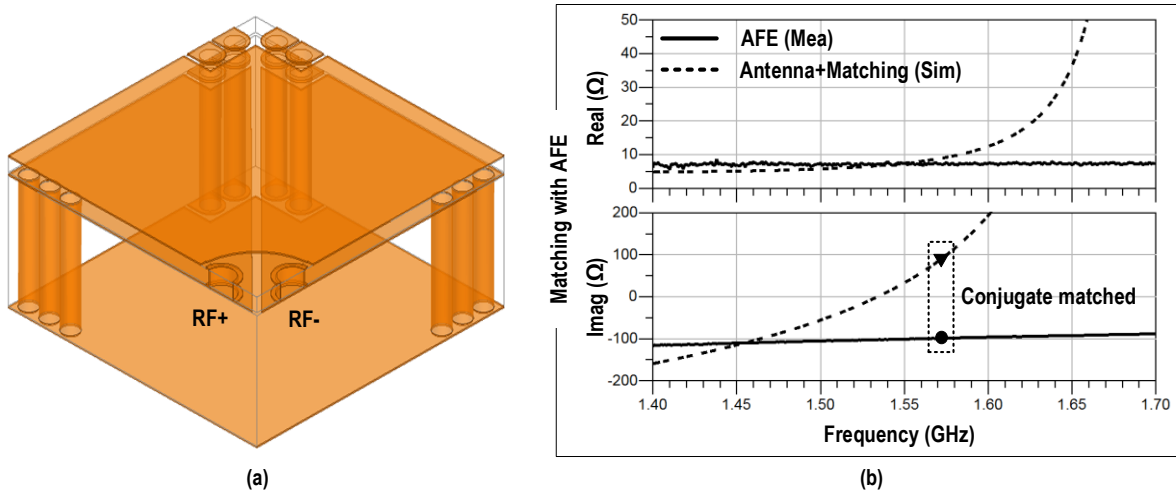 RF+ RF-
(a)
Matching with AFE
Real (Ω)
50
40
30
20
10
0
AFE (Mea)
Antenna+Matching (Sim)
Imag (Ω)
200
100
0
-100
-200
Conjugate matched
1.40 1.45 1.50 1.55 1.60 1.65 1.70
Frequency (GHz)
(b)